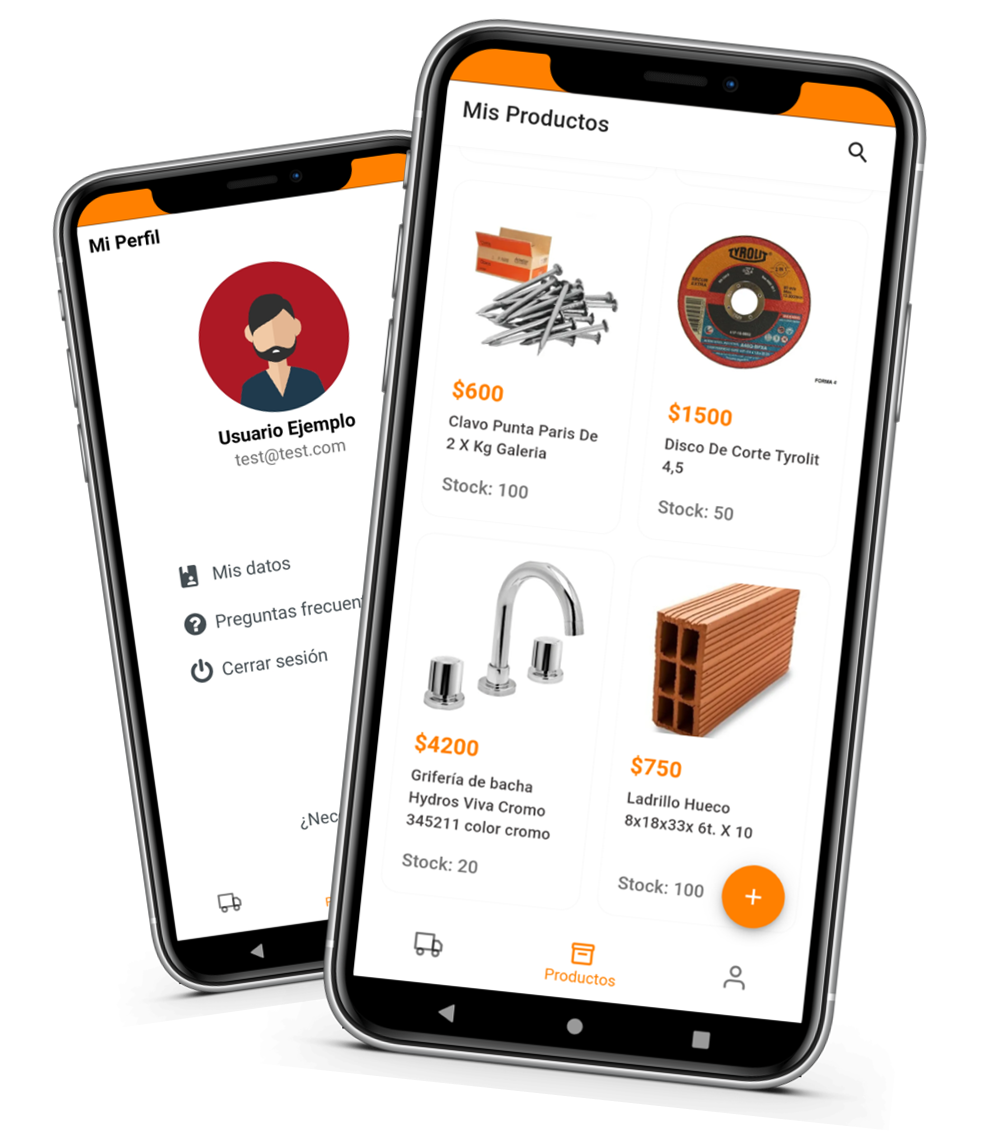 Mi Perfil
Usuario Ejemplo
test@test.com
Mis datos
Preguntas frecuen
Cerrar sesión
¿Nec
Mis Productos
TYROLIT
FORMA 4
$600
Clavo Punta Paris De
2 X Kg Galeria
Stock: 100
$1500
Disco De Corte Tyrolit
4,5
Stock: 50
$4200
Grifería de bacha
Hydros Viva Cromo
345211 color cromo
Stock: 20
$750
Ladrillo Hueco
8x18x33x 6t. X 10
Stock: 100
+
Productos